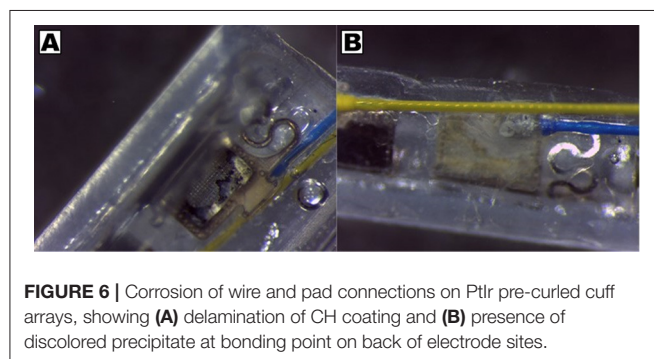 A
B
FIGURE 6 | Corrosion of wire and pad connections on PtIr pre-curled cuff
arrays, showing (A) delamination of CH coating and (B) presence of
discolored precipitate at bonding point on back of electrode sites.